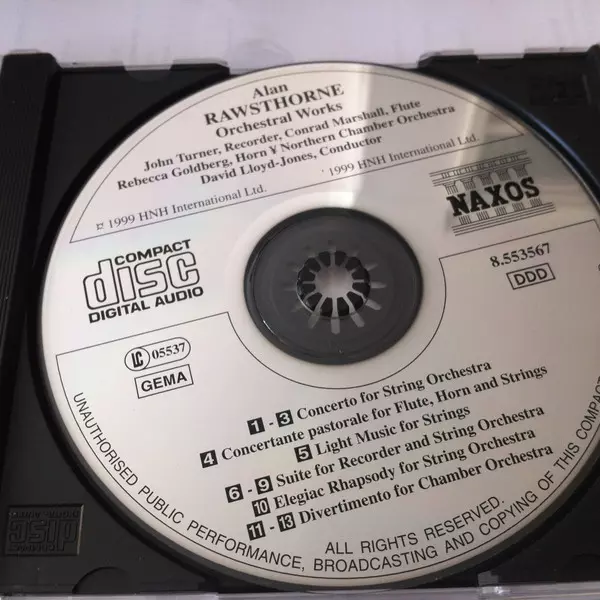 Alan
RAWSTHORNE
Orchestral Works
John Turner, Recorder, Conrad Marshall, Flute
Rebecca Goldberg, Horn ¥ Northern Chamber Orchestra
David Lloyd-Jones, Conductor
℗ 1999 HNH International Ltd.
' 1999 HNH International Ltd.
NAXOS
COMPACT
disc
DIGITAL AUDIO
8.553567
DDD
LC 05537
GEMA
1 - 3 Concerto for String Orchestra
4 Concertante pastorale for Flute, Horn and Strings
5 Light Music for Strings
6 - 9 Suite for Recorder and String Orchestra
10 Elegiac Rhapsody for String Orchestra
11 - 13 Divertimento for Chamber Orchestra
ALL RIGHTS RESERVED.
UNAUTHORISED PUBLIC PERFORMANCE, BROADCASTING AND COPYING OF THIS COMPACT
disc